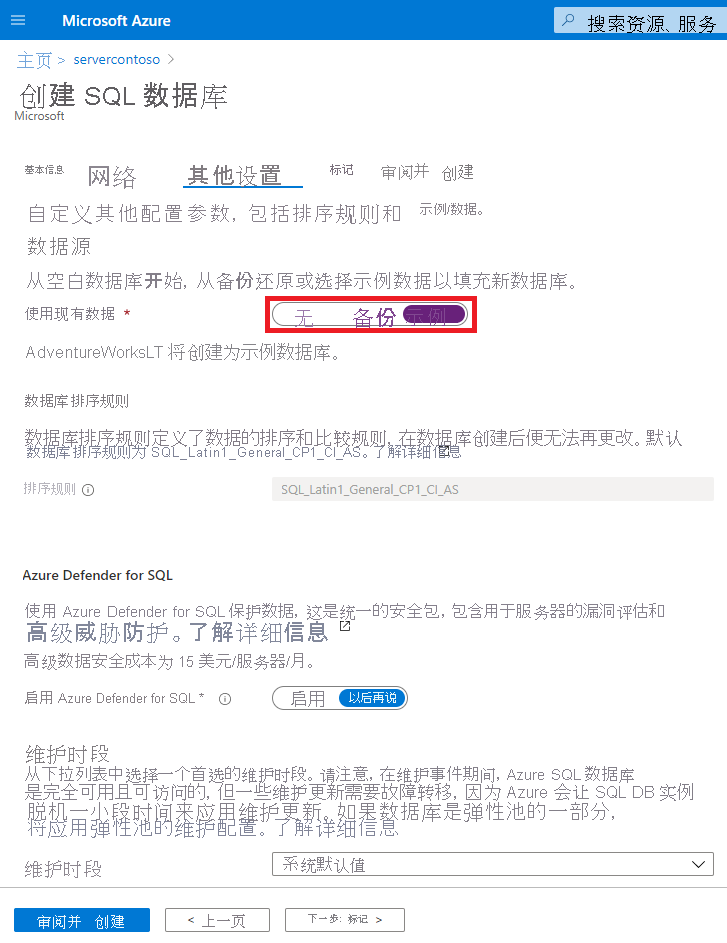 Microsoft Azure
搜索资源、服务
主页 > servercontoso >
创建 SQL 数据库
Microsoft
基本信息 网络 其他设置 标记 审阅并 创建
自定义其他配置参数, 包括排序规则和 示例/数据。
数据源
从空白数据库开始, 从备份还原或选择示例数据以填充新数据库。
使用现有数据 *
无 备份 示例
AdventureWorksLT 将创建为示例数据库。
数据库排序规则
数据库排序规则定义了数据的排序和比较规则, 在数据库创建后便无法再更改。默认
数据库排序规则为 SQL_Latin1_General_CP1_CI_AS。了解详细信息
排序规则
SQL_Latin1_General_CP1_CI_AS
Azure Defender for SQL
使用 Azure Defender for SQL 保护数据, 这是统一的安全包, 包含用于服务器的漏洞评估和
高级威胁防护。了解详细信息
高级数据安全成本为 15 美元/服务器/月。
启用 Azure Defender for SQL *
启用 以后再说
维护时段
从下拉列表中选择一个首选的维护时段。请注意, 在维护事件期间, Azure SQL 数据库
是完全可用且可访问的, 但一些维护更新需要故障转移, 因为 Azure 会让 SQL DB 实例
脱机一小段时间来应用维护更新。如果数据库是弹性池的一部分,
将应用弹性池的维护配置。了解详细信息
维护时段
系统默认值
审阅并 创建
< 上一页
下一步: 标记 >